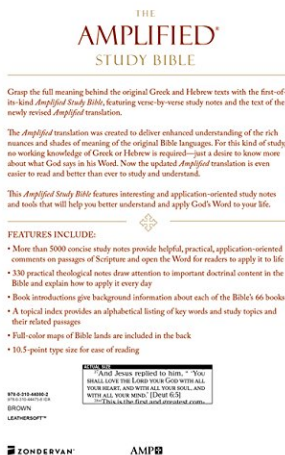 THE
AMPLIFIED®
STUDY BIBLE
Grasp the full meaning behind the original Greek and Hebrew texts with the first-of-
its-kind Amplified Study Bible, featuring verse-by-verse study notes and the text of the
newly revised Amplified translation.
The Amplified translation was created to deliver enhanced understanding of the rich
nuances and shades of meaning of the original Bible languages. For this kind of study,
no working knowledge of Greek or Hebrew is required—just a desire to know more
about what God says in his Word. Now the updated Amplified translation is even
easier to read and better than ever to study and understand.
This Amplified Study Bible features interesting and application-oriented study notes
and tools that will help you better understand and apply God's Word to your life.
FEATURES INCLUDE:
• More than 5000 concise study notes provide helpful, practical, application-oriented
comments on passages of Scripture and open the Word for readers to apply it to life
• 330 practical theological notes draw attention to important doctrinal content in the
Bible and explain how to apply it every day
• Book introductions give background information about each of the Bible's 66 books
• A topical index provides an alphabetical listing of key words and study topics and
their related passages
• Full-color maps of Bible lands are included in the back
• 10.5-point type for ease of reading
ACTUAL SIZE
And Jesus replied to him, " 'YOU
SHALL LOVE THE LORD YOUR GOD WITH ALL
YOUR HEART, AND WITH ALL YOUR SOUL, AND
WITH ALL YOUR MIND.' [Deut 6:5]
This is the first and greatest com-
978-0-310-44080-2
BROWN
LEATHERSOFT™
ZONDERVAN®
AMP